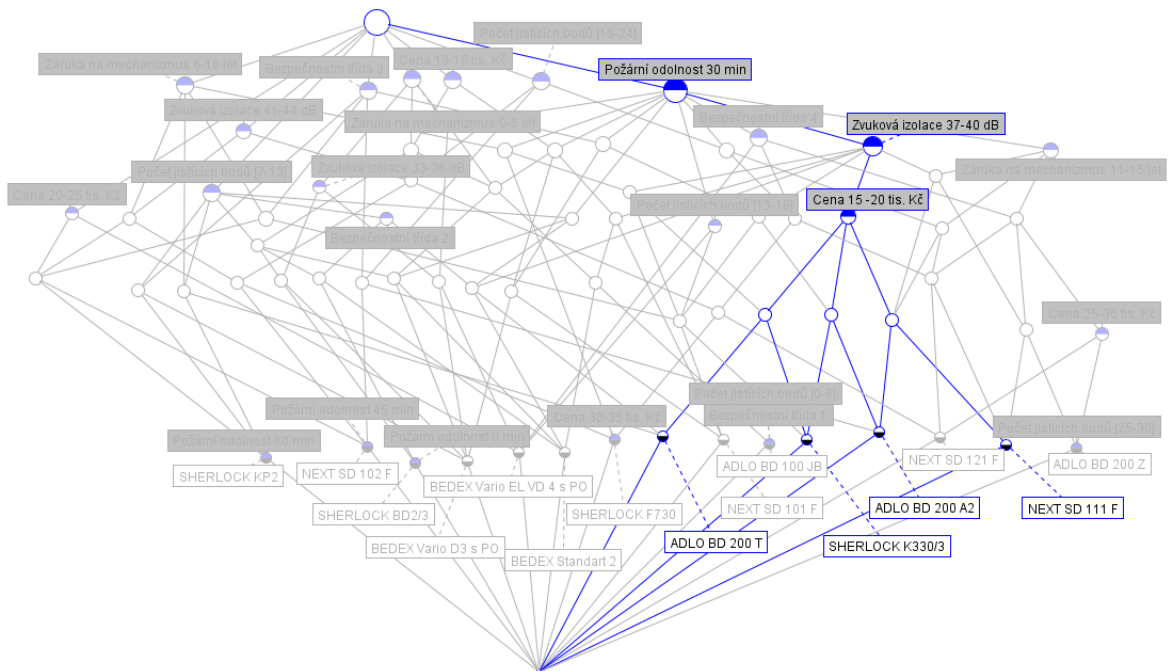 Počet jistících bodů [19-24]
Záruka na mechanizmus 6-10 let
Bezpečnostní třída 3
Cena 10-15 tis. Kč
Požární odolnost 30 min
Zvuková izolace 41-44 dB
Záruka na mechanizmus 0-5 let
Bezpečnostní třída 4
Zvuková izolace 37-40 dB
Počet jistících bodů [7-12]
Zvuková izolace 33-36 dB
Záruka na mechanizmus 11-15 let
Cena 20-25 tis. Kč
Počet jistících bodů [13-18]
Cena 15 -20 tis. Kč
Bezpečnostní třída 2
Cena 25-30 tis. Kč
Požární odolnost 45 min
Počet jistících bodů [0-6]
Bezpečnostní třída 1
Cena 30-35 tis. Kč
Požární odolnost 60 min
Požární odolnost 0 min
Počet jistících bodů [25-30]
SHERLOCK KP2
NEXT SD 102 F
ADLO BD 100 JB
NEXT SD 121 F
ADLO BD 200 Z
BEDEX Vario EL VD 4 s PO
SHERLOCK BD2/3
SHERLOCK F730
NEXT SD 101 F
ADLO BD 200 A2
NEXT SD 111 F
BEDEX Vario D3 s PO
BEDEX Standart 2
ADLO BD 200 T
SHERLOCK K330/3